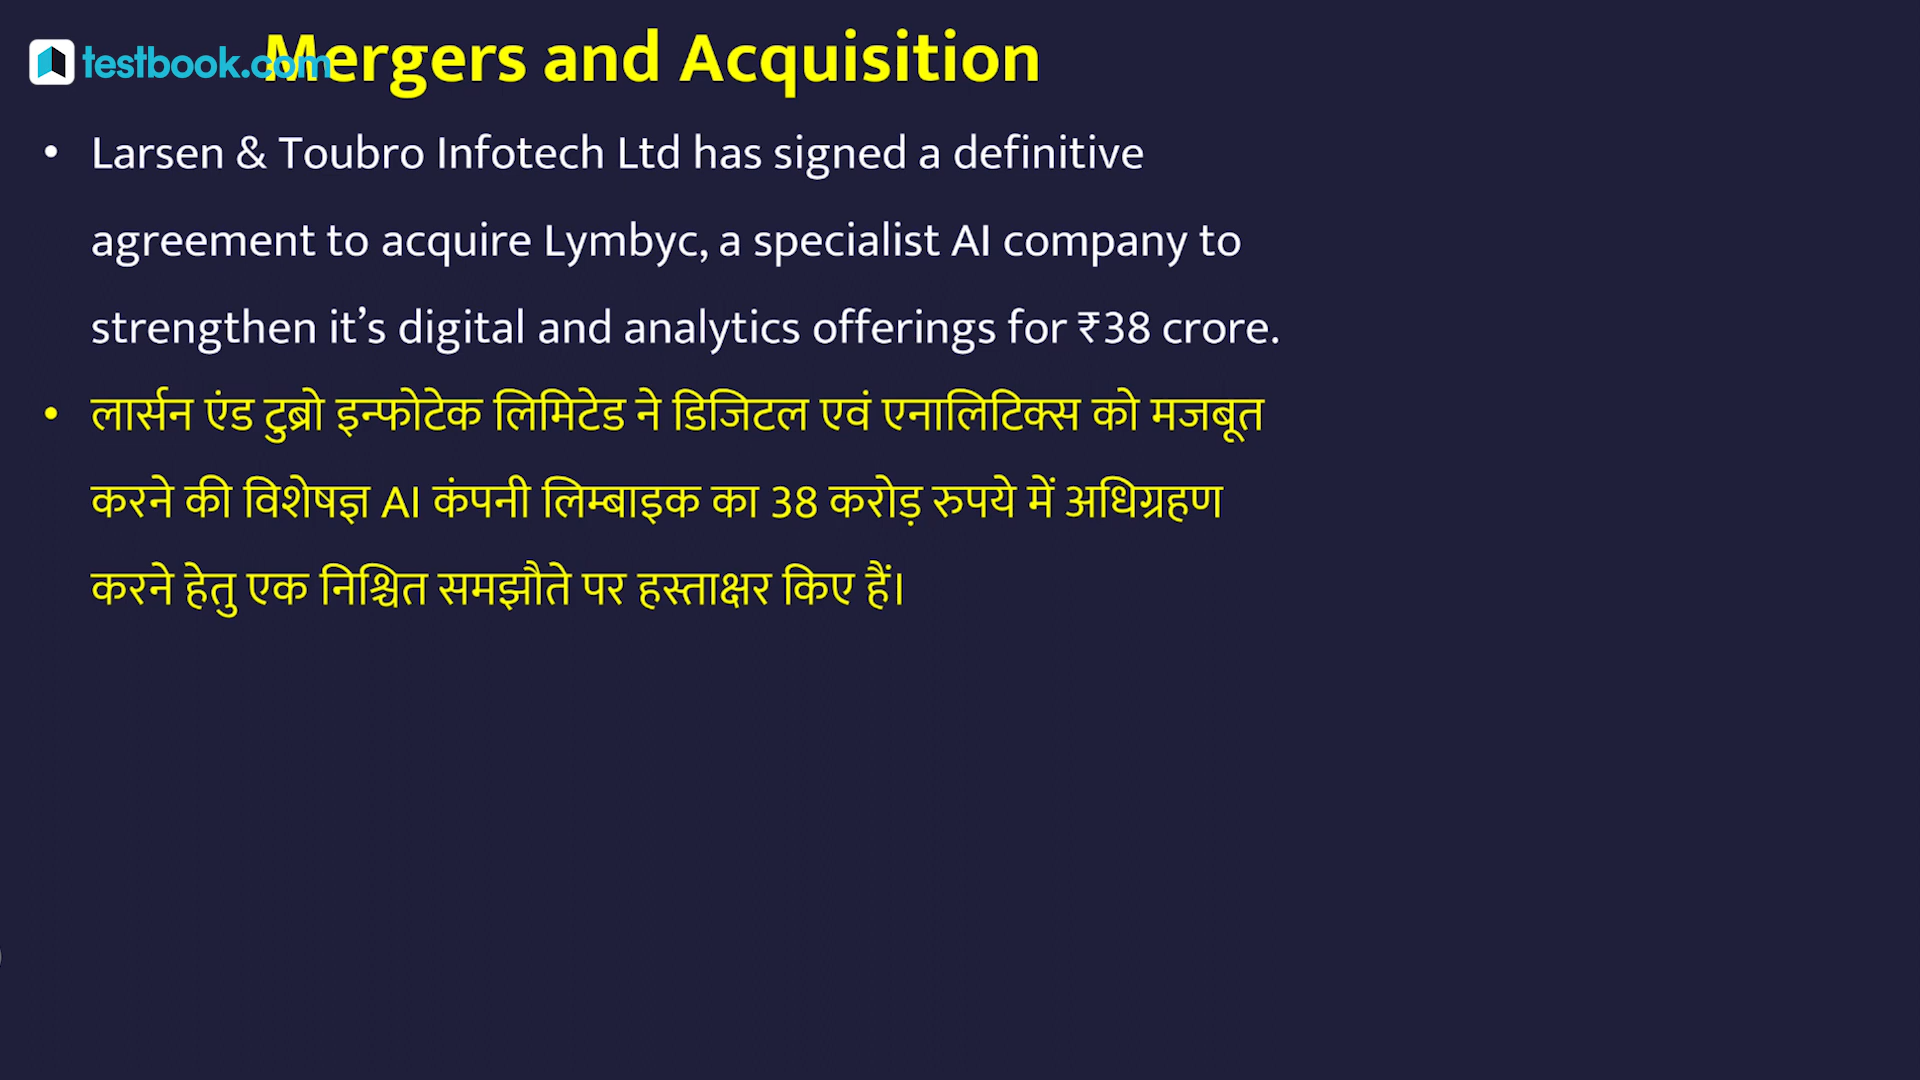 testbook.com
Mergers and Acquisition
• Larsen & Toubro Infotech Ltd has signed a definitive
agreement to acquire Lymbyc, a specialist AI company to
strengthen it’s digital and analytics offerings for ₹38 crore.
• लार्सन एंड टुब्रो इन्फोटेक लिमिटेड ने डिजिटल एवं एनालिटिक्स को मजबूत
करने की विशेषज्ञ AI कंपनी लिम्बाइक का 38 करोड़ रुपये में अधिग्रहण
करने हेतु एक निश्चित समझौते पर हस्ताक्षर किए हैं।